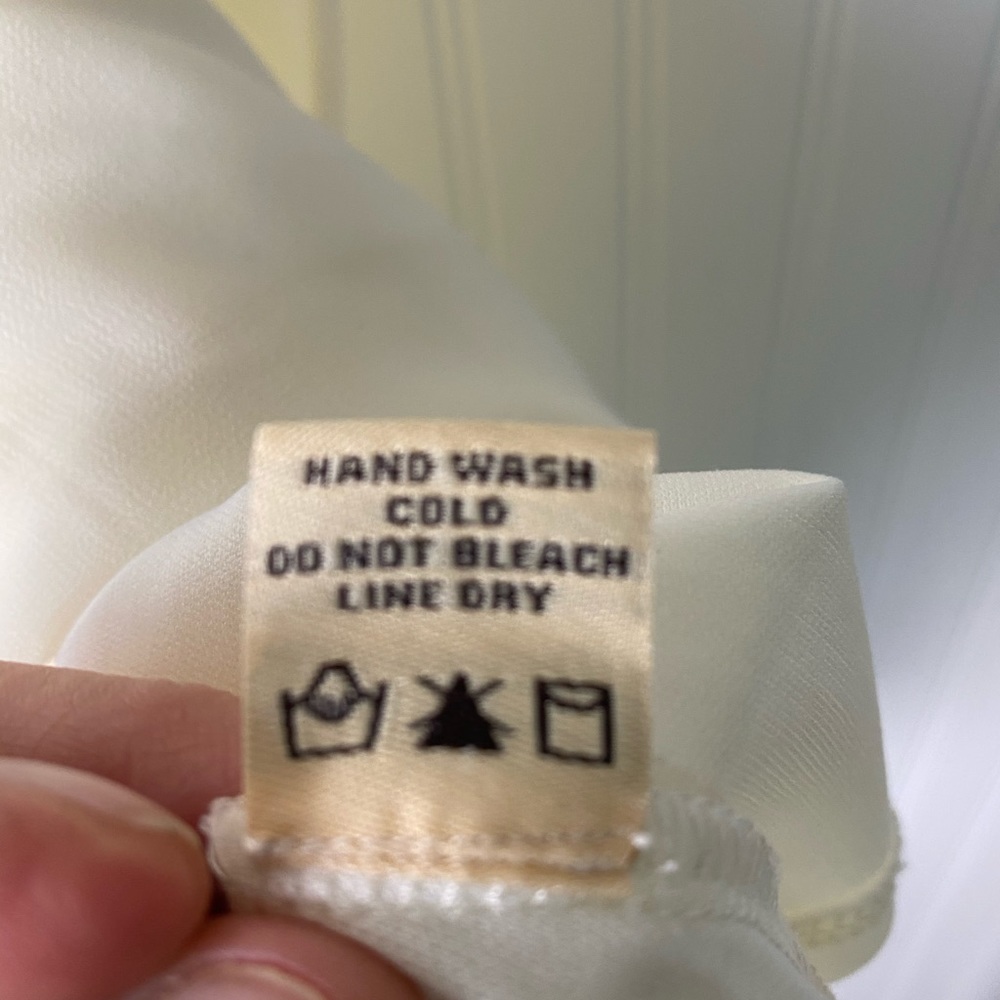 HAND WASH
COLD
DO NOT BLEACH
LINE DRY